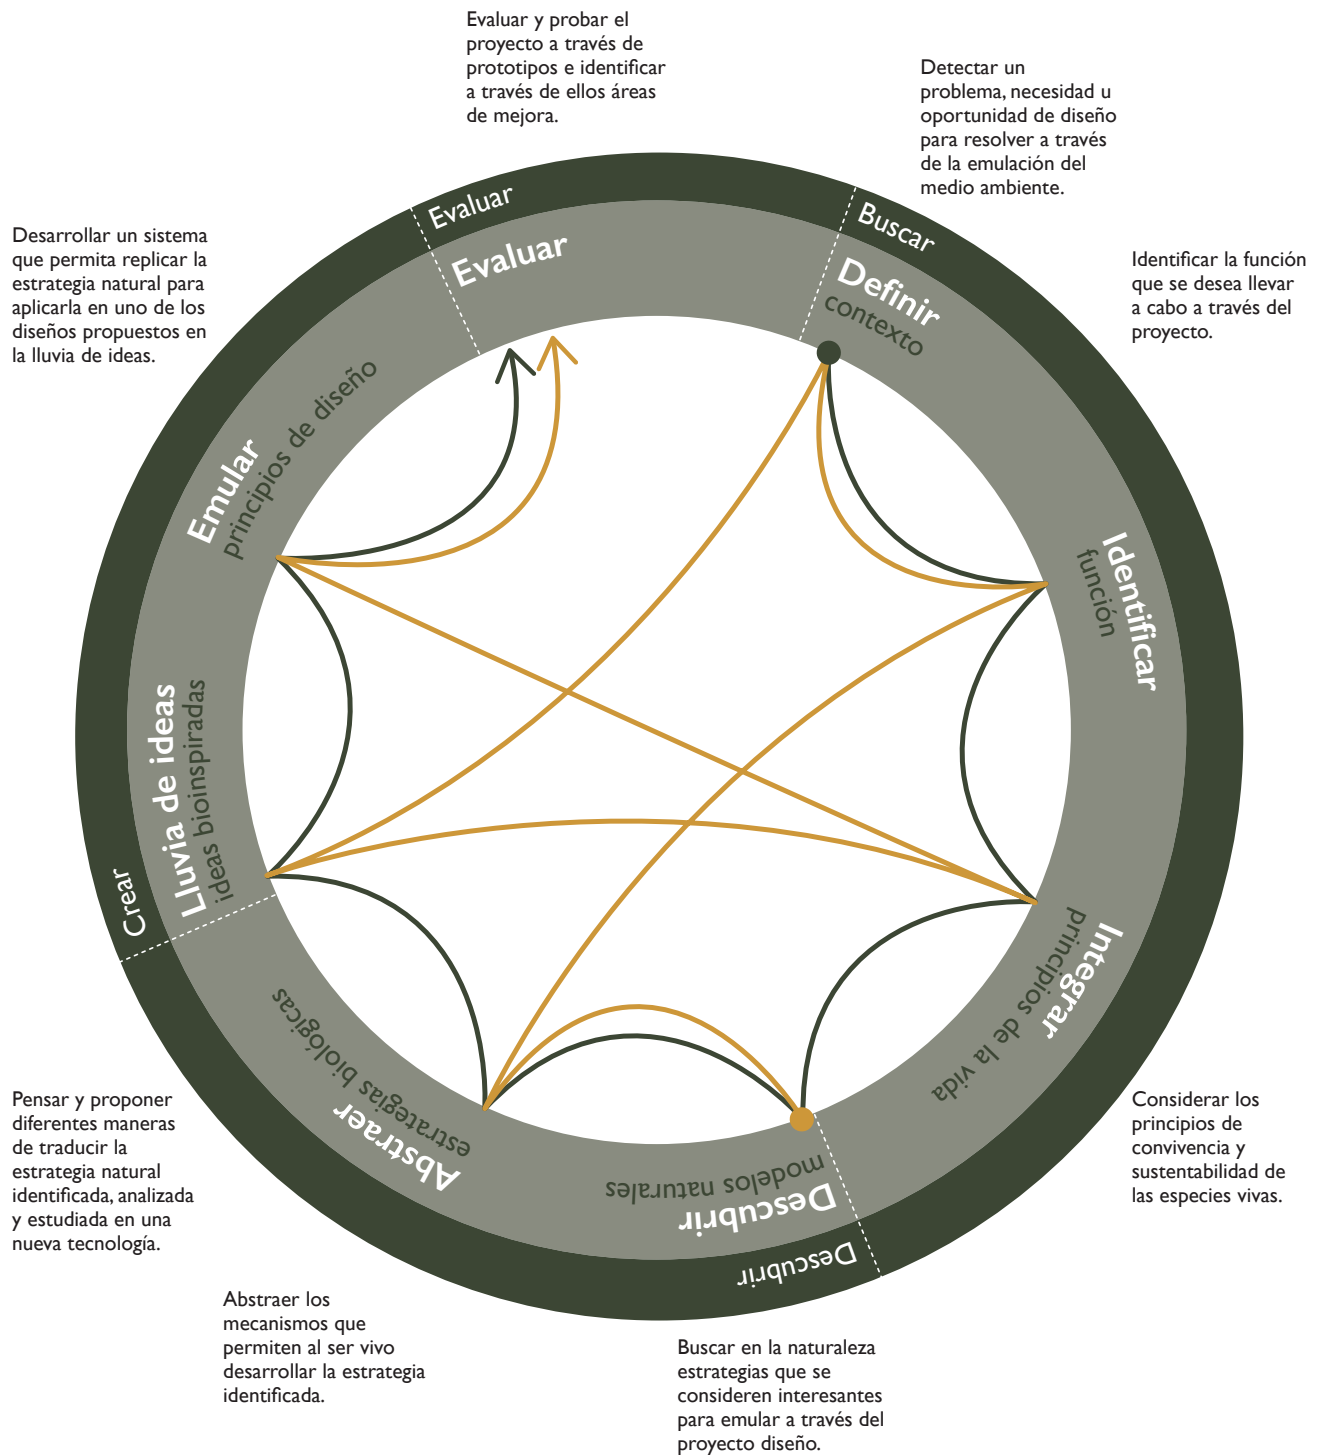 Evaluar y probar el
proyecto a través de
prototipos e identificar
a través de ellos áreas
de mejora.
Detectar un
problema, necesidad u
oportunidad de diseño
para resolver a través
de la emulación del
medio ambiente.
Identificar la función
que se desea llevar
a cabo a través del
proyecto.
Desarrollar un sistema
que permita replicar la
estrategia natural para
aplicarla en uno de los
diseños propuestos en
la lluvia de ideas.
Evaluar
Evaluar
Buscar
Definir
contexto
Identificar
función
Integrar
principios de la vida
Descubrir
Descubrir
modelos naturales
Abstraer
estrategias biológicas
Crear
Lluvia de ideas
ideas bioinspiradas
Emular
principios de diseño
Considerar los
principios de
convivencia y
sustentabilidad de
las especies vivas.
Pensar y proponer
diferentes maneras
de traducir la
estrategia natural
identificada, analizada
y estudiada en una
nueva tecnología.
Abstraer los
mecanismos que
permiten al ser vivo
desarrollar la estrategia
identificada.
Buscar en la naturaleza
estrategias que se
consideren interesantes
para emular a través del
proyecto diseño.